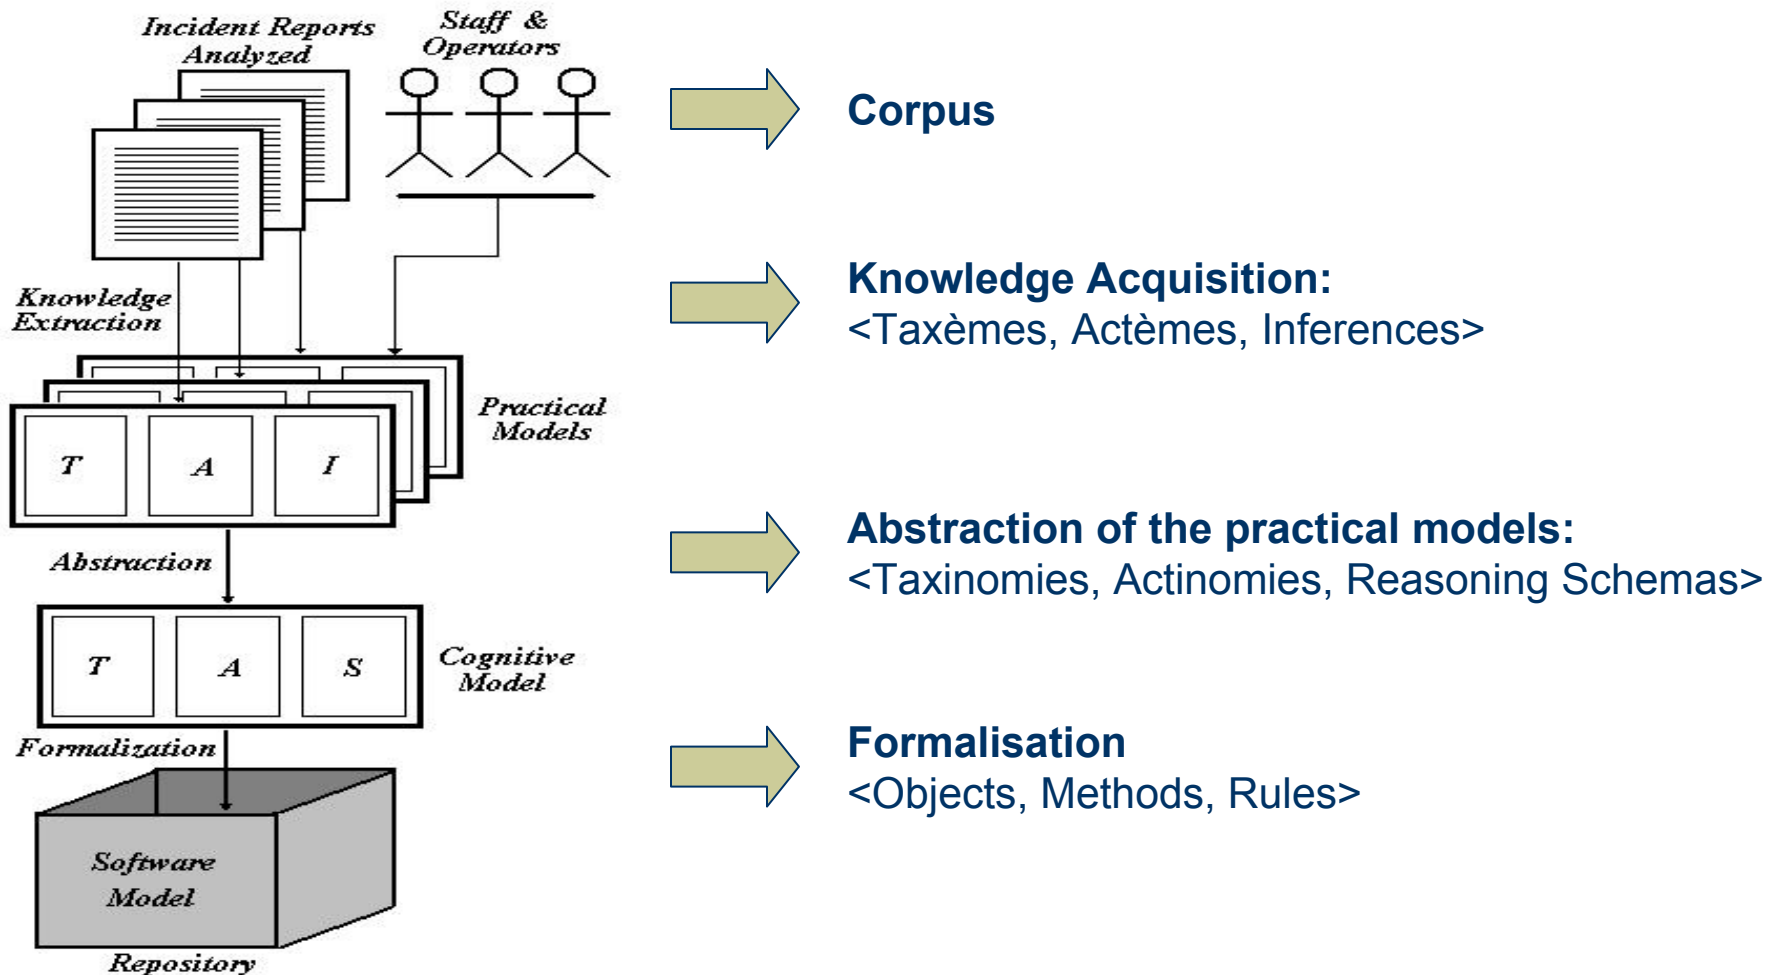 Incident Reports
Analyzed
Staff &
Operators
Corpus
Knowledge
Extraction
Knowledge Acquisition:
<Taxèmes, Actèmes, Inferences>
Practical
Models
T A I
Abstraction
Abstraction of the practical models:
<Taxinomies, Actinomies, Reasoning Schemas>
T A S
Cognitive
Model
Formalization
Formalisation
<Objects, Methods, Rules>
Software
Model
Repository